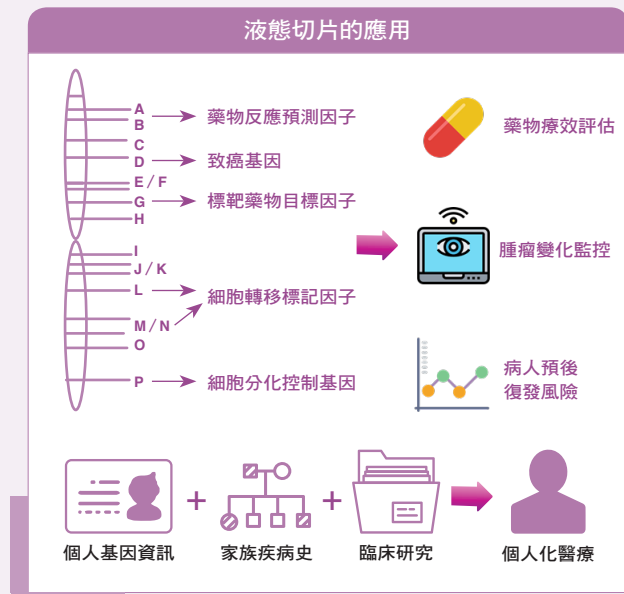 液態切片的應用
A
B
藥物反應預測因子
C
D
致癌基因
E / F
G
標靶藥物目標因子
H
I
J / K
L
細胞轉移標記因子
M / N
O
P
細胞分化控制基因
藥物療效評估
腫瘤變化監控
病人預後
復發風險
+
+
個人基因資訊
家族疾病史
臨床研究
個人化醫療